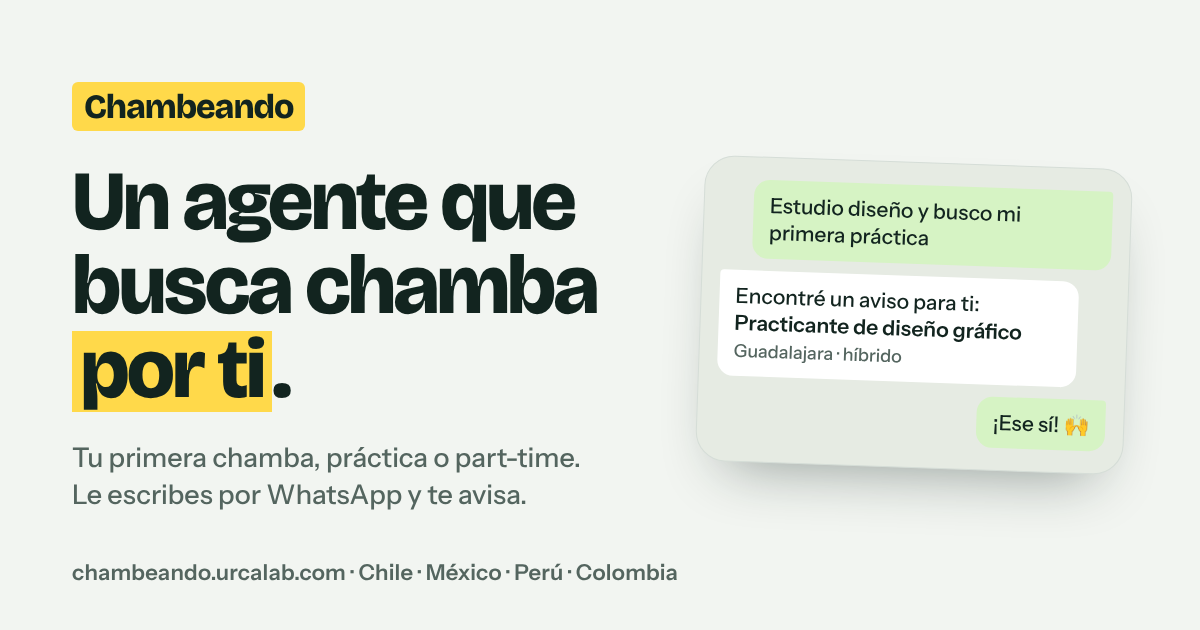 Chambeando
Un agente que
busca chamba
por ti.
Tu primera chamba, práctica o part-time.
Le escribes por WhatsApp y te avisa.
chambeando.urcalab.com · Chile · México · Perú · Colombia
Estudio diseño y busco mi
primera práctica
Encontré un aviso para ti:
Practicante de diseño gráfico
Guadalajara · híbrido
¡Ese sí! 🙌